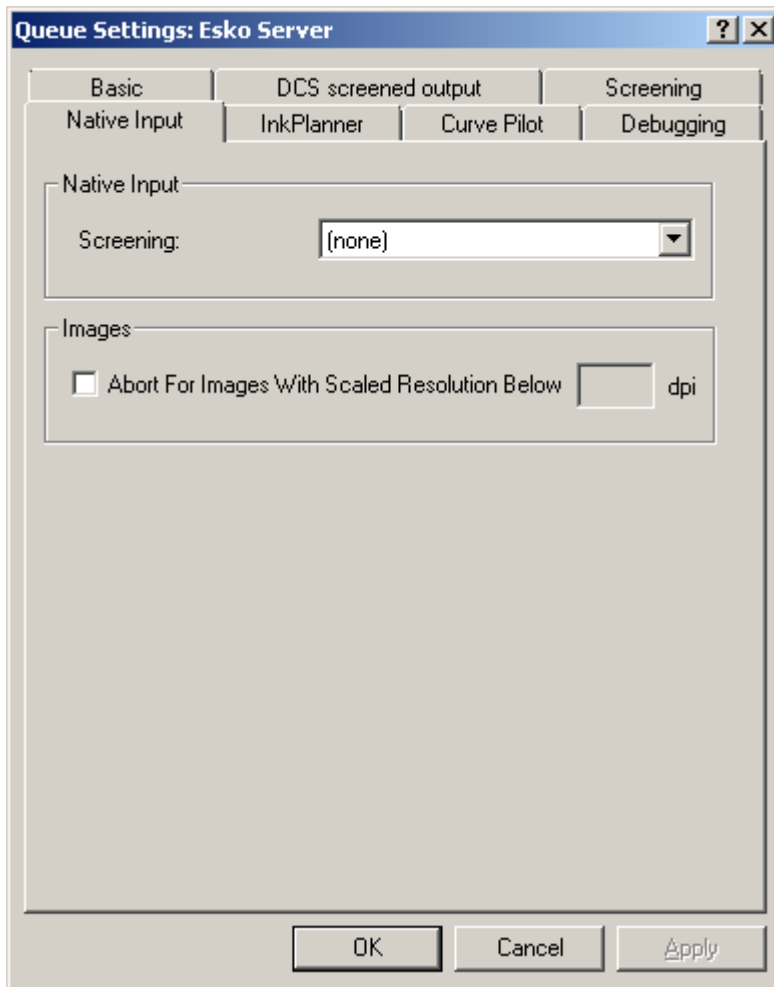 Queue Settings: Esko Server
Basic DCS screened output Screening
Native Input InkPlanner Curve Pilot Debugging
Native Input
Screening: (none)
Images
Abort For Images With Scaled Resolution Below dpi
OK Cancel Apply